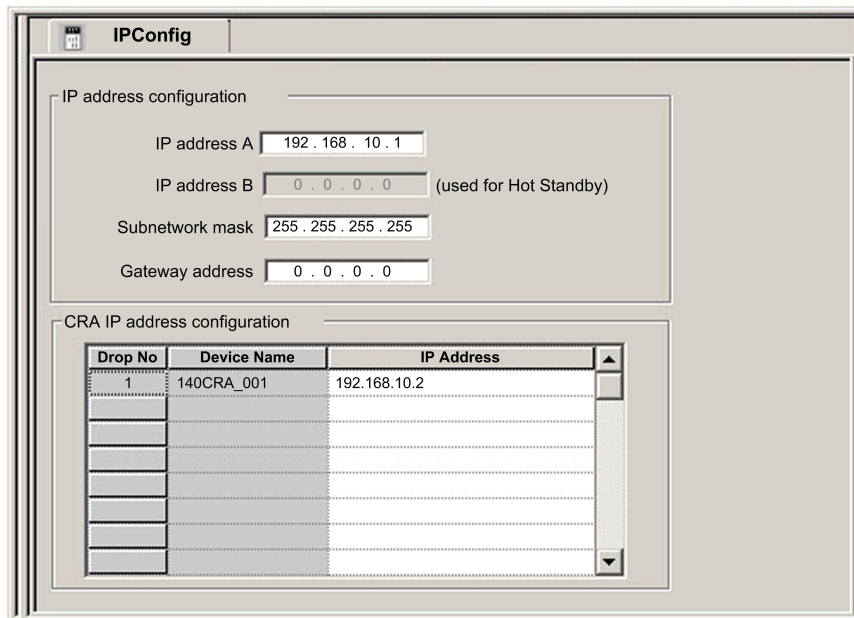 IPConfig
IP address configuration
IP address A 192 . 168 . 10 . 1
IP address B 0 . 0 . 0 . 0 (used for Hot Standby)
Subnetwork mask 255 . 255 . 255 . 255
Gateway address 0 . 0 . 0 . 0
CRA IP address configuration
Drop No Device Name IP Address
1 140CRA_001 192.168.10.2